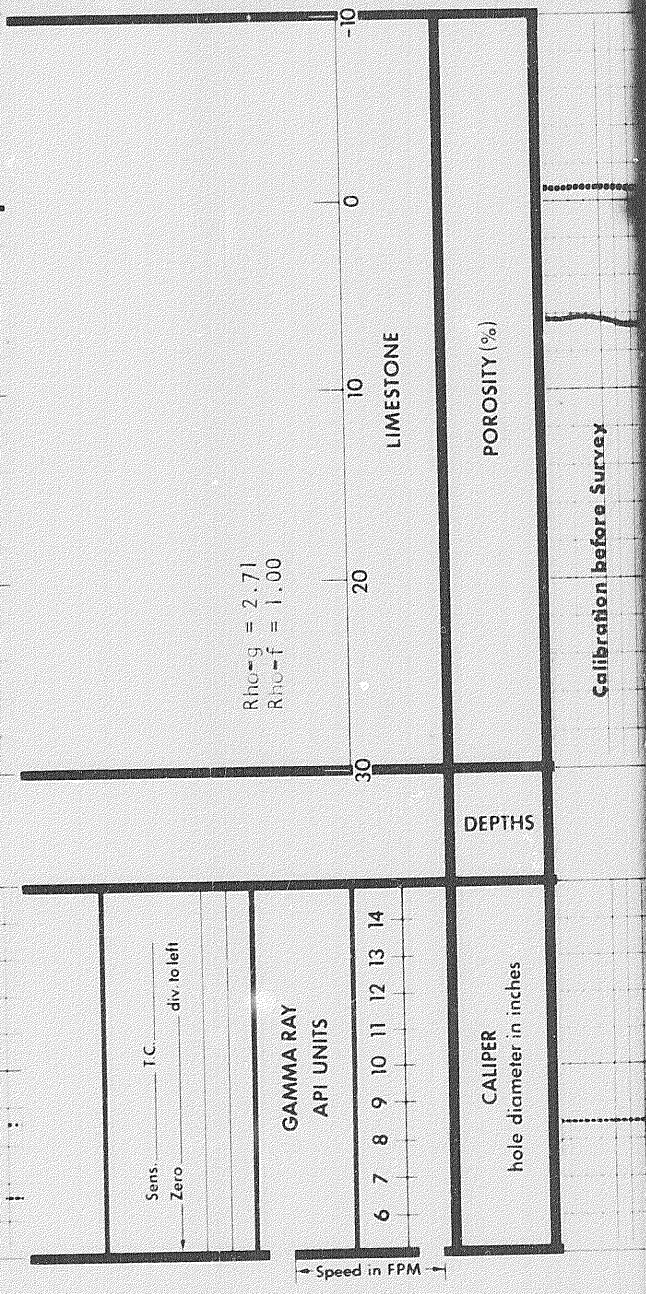 Sens. T.C.
Zero div. to left
GAMMA RAY
API UNITS
6 7 8 9 10 11 12 13 14
Speed in FPM
CALIPER
hole diameter in inches
DEPTHS
Rho-g = 2.71
Rho-f = 1.00
30 20 10 0 -10
LIMESTONE
POROSITY (%)
Calibration before Survey